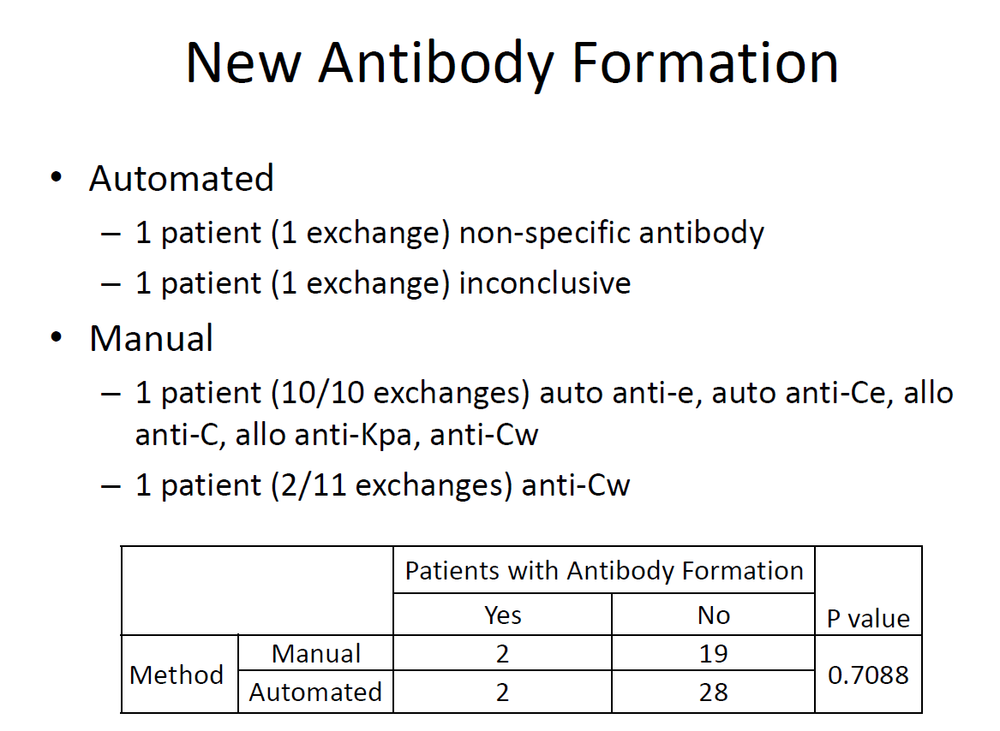 New Antibody Formation
• Automated
– 1 patient (1 exchange) non-specific antibody
– 1 patient (1 exchange) inconclusive
• Manual
– 1 patient (10/10 exchanges) auto anti-e, auto anti-Ce, allo
anti-C, allo anti-Kpa, anti-Cw
– 1 patient (2/11 exchanges) anti-Cw
Patients with Antibody Formation
Yes No P value
Method Manual 2 19 0.7088
Automated 2 28